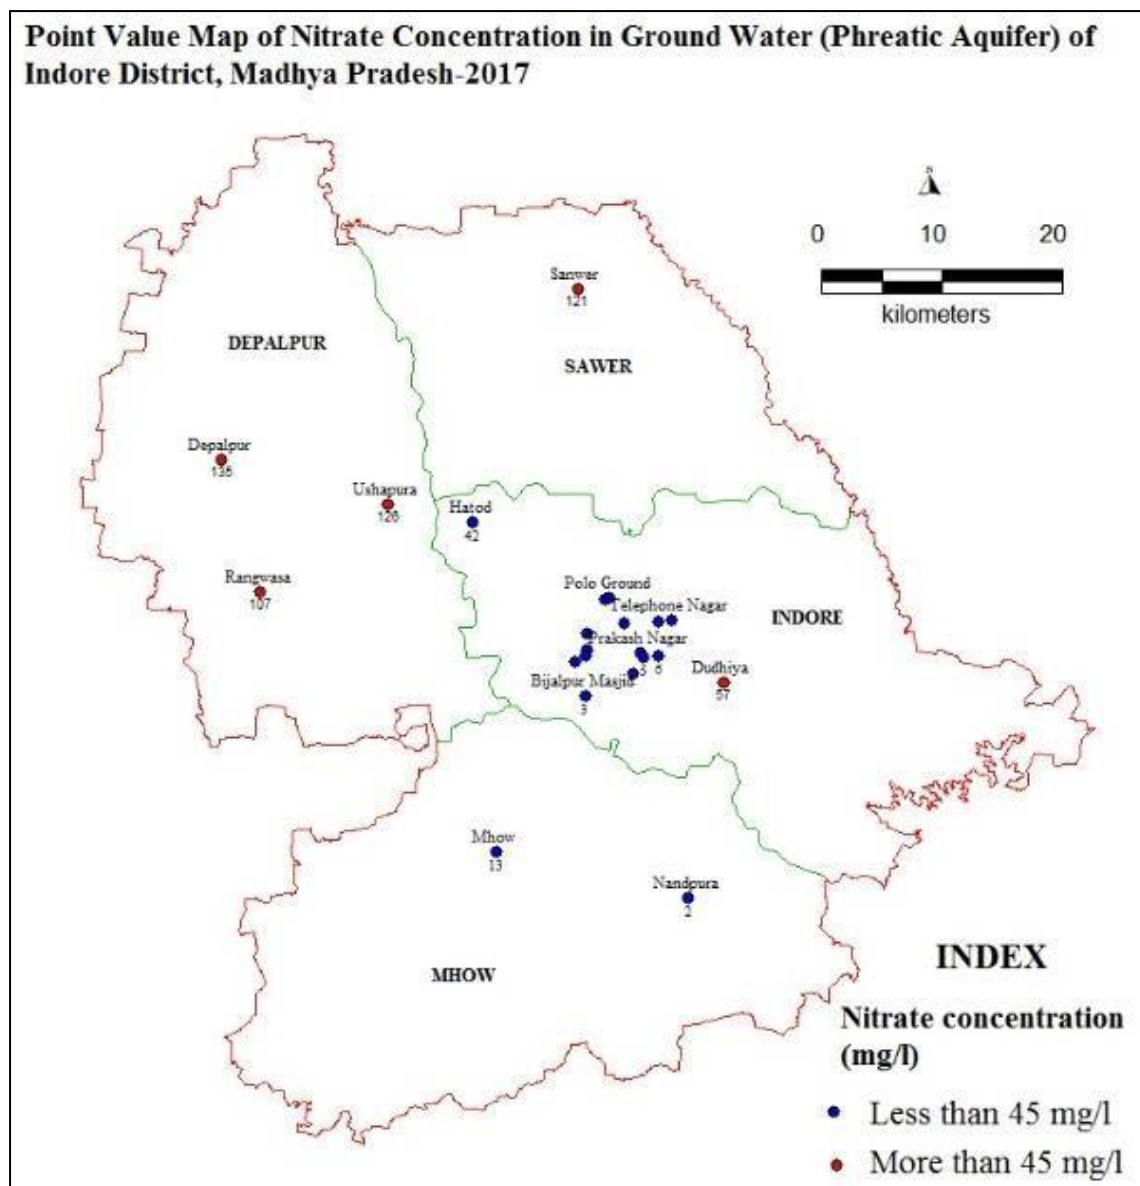 Point Value Map of Nitrate Concentration in Ground Water (Phreatic Aquifer) of
Indore District, Madhya Pradesh-2017
N
0 10 20
kilometers
Sanwer
121
DEPALPUR
SAWER
Depalpur
135
Ushapura
126
Hatod
42
Rangwasa
107
Polo Ground
Telephone Nagar
INDORE
Prakash Nagar
3 6
Bijalpur Masjid
3
Dudhiya
57
Mhow
13
Nandpura
2
MHOW
INDEX
Nitrate concentration
(mg/l)
Less than 45 mg/l
More than 45 mg/l